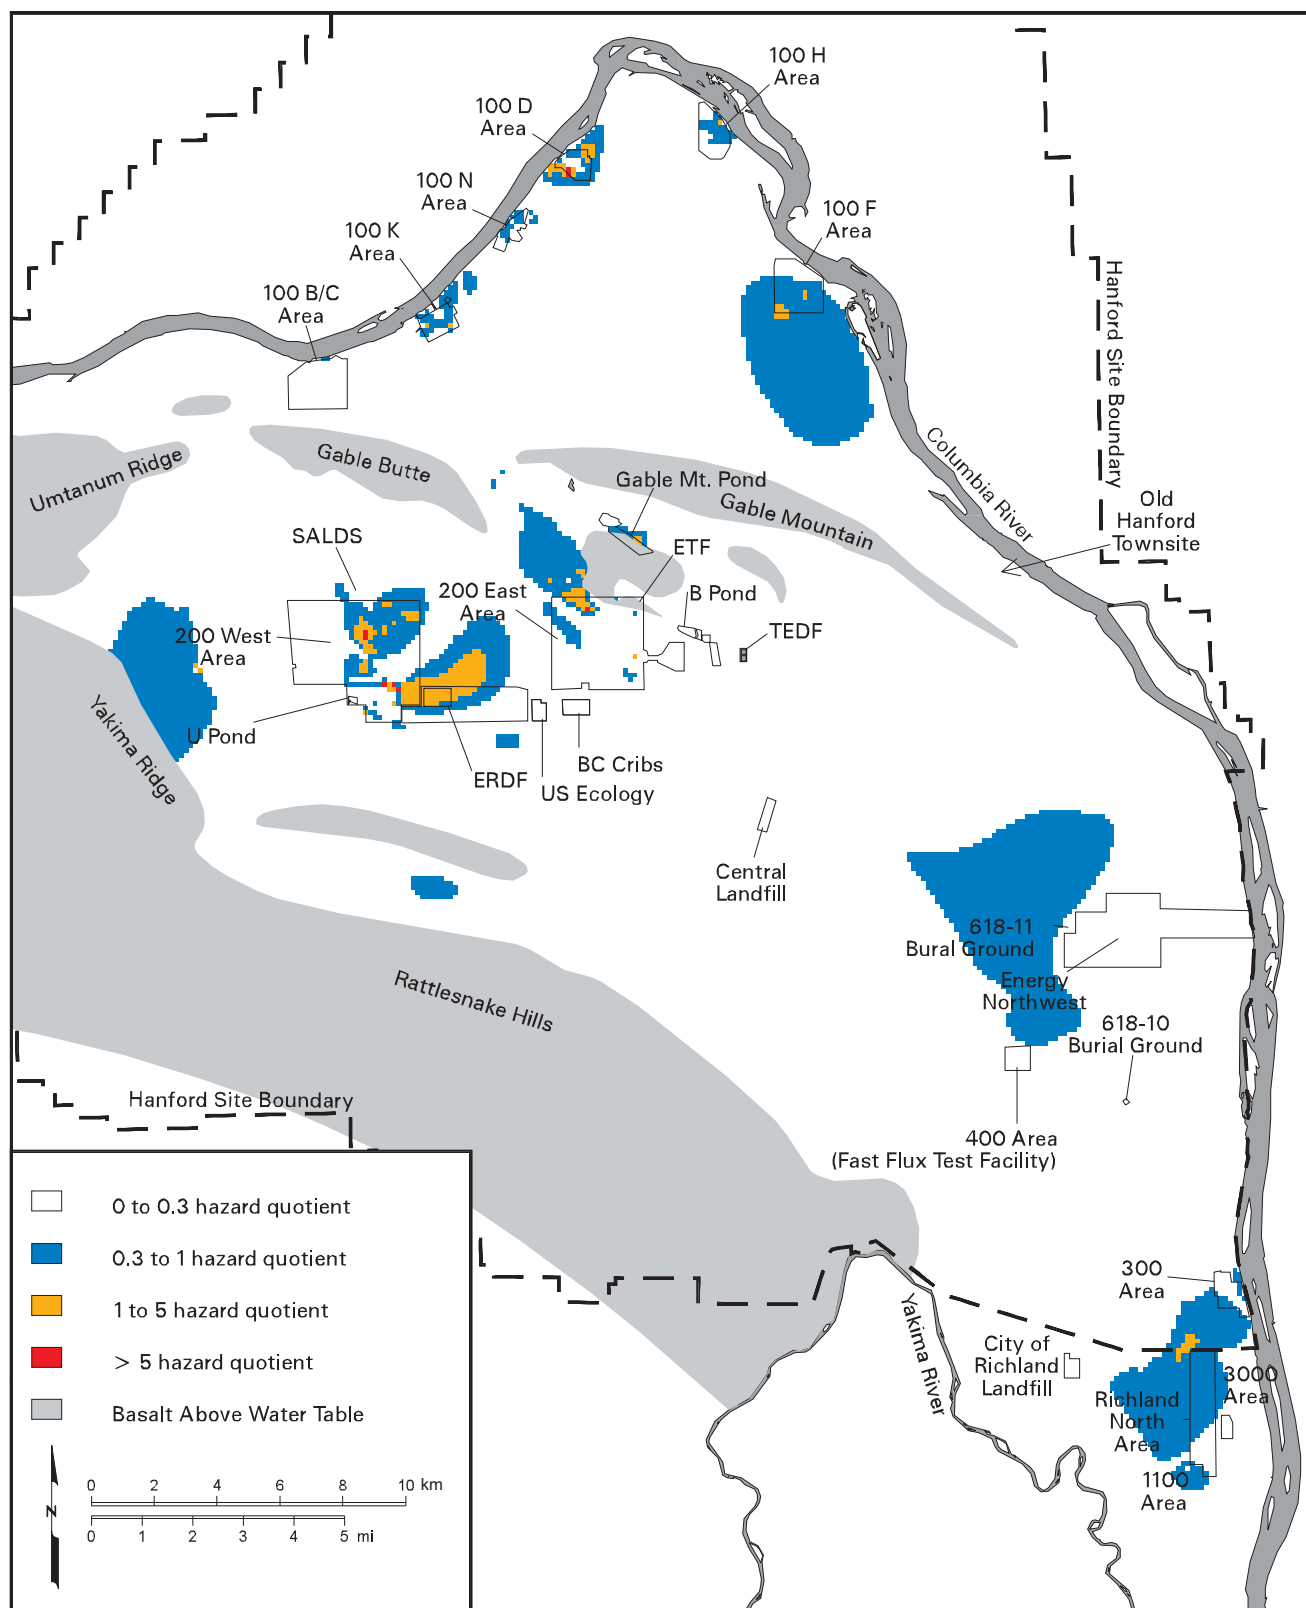 100 H
Area
100 D
Area
100 N
Area
100 K
Area
100 F
Area
100 B/C
Area
Hanford Site Boundary
Columbia River
Umtanum Ridge
Gable Butte
Gable Mt. Pond
Gable Mountain
Old
Hanford
Townsite
SALDS
ETF
200 East
Area
B Pond
TEDF
200 West
Area
U Pond
Yakima Ridge
ERDF
BC Cribs
US Ecology
Central
Landfill
618-11
Bural Ground
Energy
Northwest
618-10
Burial Ground
Rattlesnake Hills
Hanford Site Boundary
400 Area
(Fast Flux Test Facility)
300
Area
Yakima River
City of
Richland
Landfill
3000
Area
Richland
North
Area
1100
Area
0 to 0.3 hazard quotient
0.3 to 1 hazard quotient
1 to 5 hazard quotient
> 5 hazard quotient
Basalt Above Water Table
N
0 2 4 6 8 10 km
0 1 2 3 4 5 mi